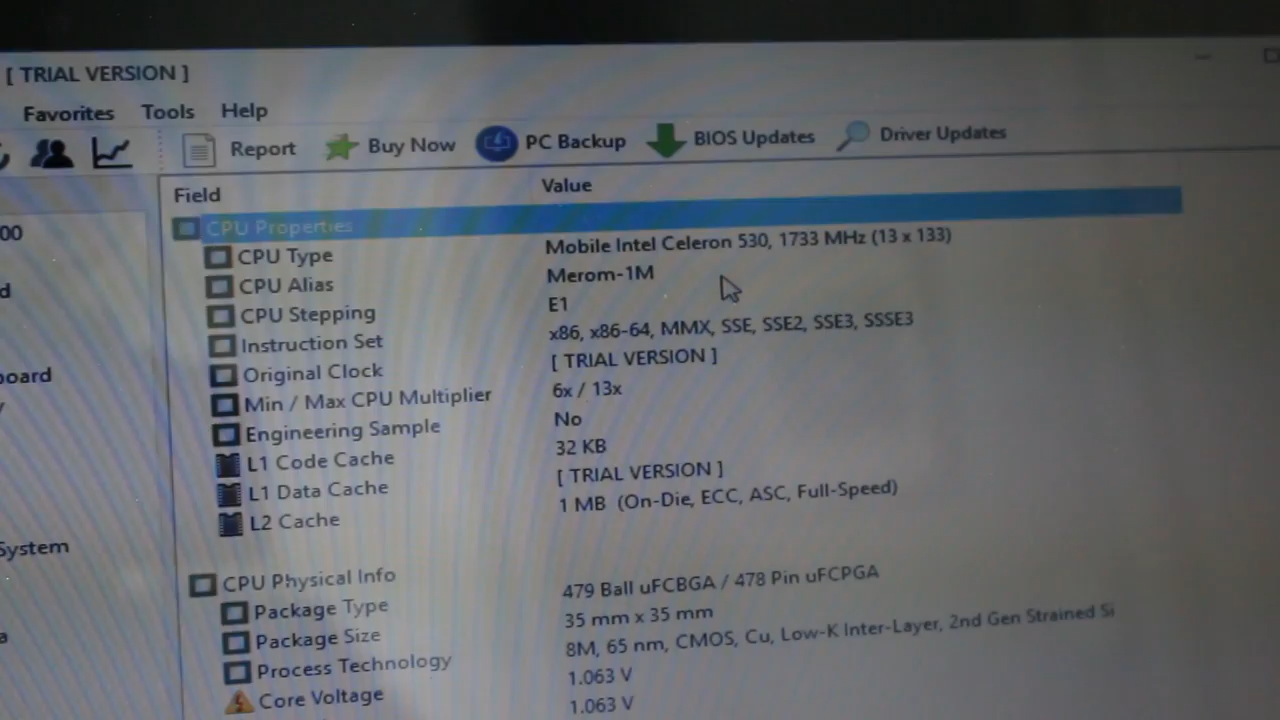 [ TRIAL VERSION ]
Favorites Tools Help
Report Buy Now PC Backup BIOS Updates Driver Updates
Field Value
00
CPU Properties
CPU Type Mobile Intel Celeron 530, 1733 MHz (13 x 133)
CPU Alias Merom-1M
CPU Stepping E1
Instruction Set x86, x86-64, MMX, SSE, SSE2, SSE3, SSSE3
Original Clock [ TRIAL VERSION ]
Min / Max CPU Multiplier 6x / 13x
Engineering Sample No
L1 Code Cache 32 KB
L1 Data Cache [ TRIAL VERSION ]
L2 Cache 1 MB (On-Die, ECC, ASC, Full-Speed)
System
CPU Physical Info
Package Type 479 Ball uFCBGA / 478 Pin uFCPGA
Package Size 35 mm x 35 mm
Process Technology 8M, 65 nm, CMOS, Cu, Low-K Inter-Layer, 2nd Gen Strained Si
Core Voltage 1.063 V
1.063 V